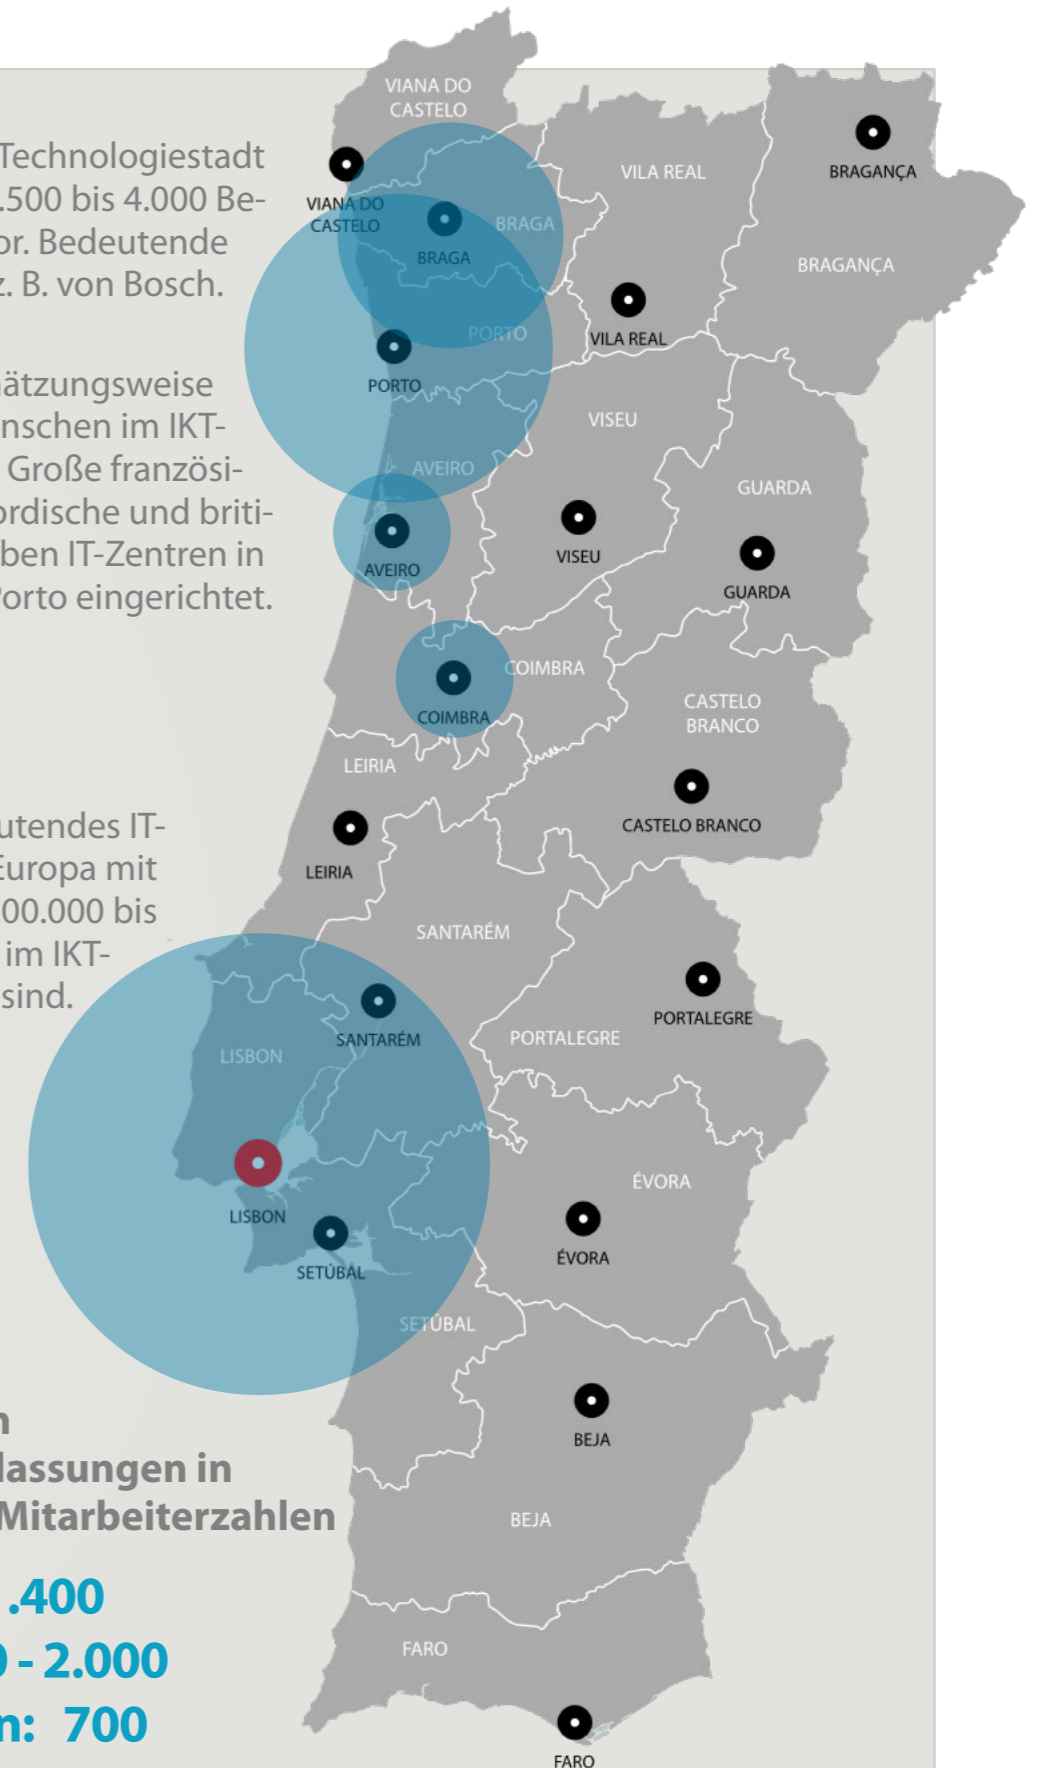 VIANA DO
CASTELO
Technologiestadt
.500 bis 4.000 Be-
or. Bedeutende
z. B. von Bosch.
VIANA DO
CASTELO
BRAGA
BRAGA
VILA REAL
BRAGANÇA
BRAGANÇA
VILA REAL
PORTO
PORTO
ätzungsweise
nschen im IKT-
Große französi-
ordische und briti-
ben IT-Zentren in
Porto eingerichtet.
VISEU
AVEIRO
GUARDA
VISEU
AVEIRO
GUARDA
COIMBRA
COIMBRA
CASTELO
BRANCO
LEIRIA
CASTELO BRANCO
LEIRIA
utendes IT-
Europa mit
00.000 bis
im IKT-
sind.
SANTARÉM
SANTARÉM
PORTALEGRE
PORTALEGRE
LISBON
LISBON
ÉVORA
ÉVORA
SETÚBAL
SETÚBAL
BEJA
BEJA
lassungen in
Mitarbeiterzahlen
.400
0 - 2.000
n: 700
FARO
FARO